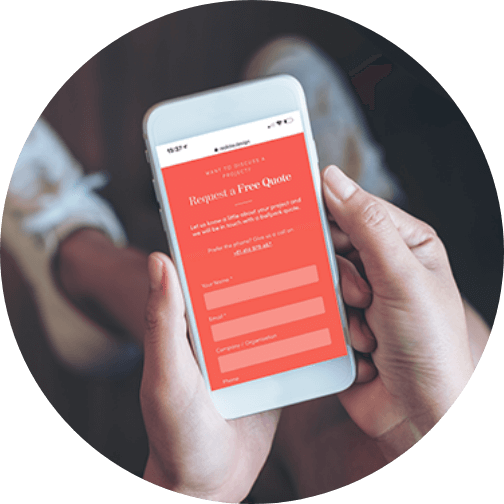 15:37
WANT TO DISCUSS A
PROJECT?
Request a Free Quote
Let us know a little about your project and
we will be in touch with a ballpark quote.
Prefer the phone? Give us a call on
Your Name *
Email *
Company / Organisation
Phone